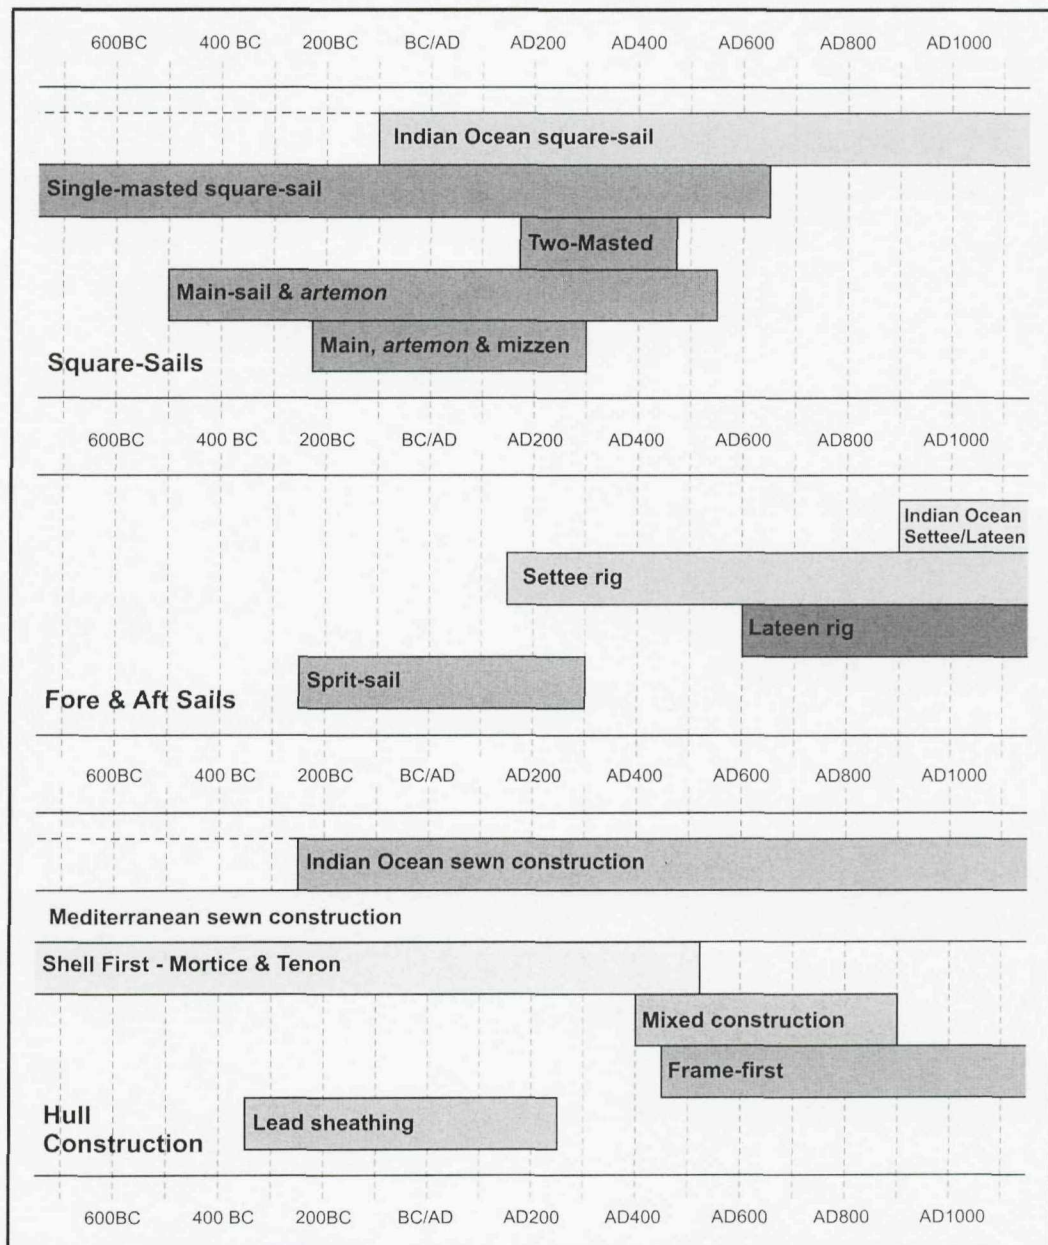 600BC 400 BC 200BC BC/AD AD200 AD400 AD600 AD800 AD1000
Indian Ocean square-sail
Single-masted square-sail
Two-Masted
Main-sail & artemon
Main, artemon & mizzen
Square-Sails
600BC 400 BC 200BC BC/AD AD200 AD400 AD600 AD800 AD1000
Indian Ocean
Settee/Lateen
Settee rig
Lateen rig
Sprit-sail
Fore & Aft Sails
600BC 400 BC 200BC BC/AD AD200 AD400 AD600 AD800 AD1000
Indian Ocean sewn construction
Mediterranean sewn construction
Shell First - Mortice & Tenon
Mixed construction
Frame-first
Lead sheathing
Hull
Construction
600BC 400 BC 200BC BC/AD AD200 AD400 AD600 AD800 AD1000